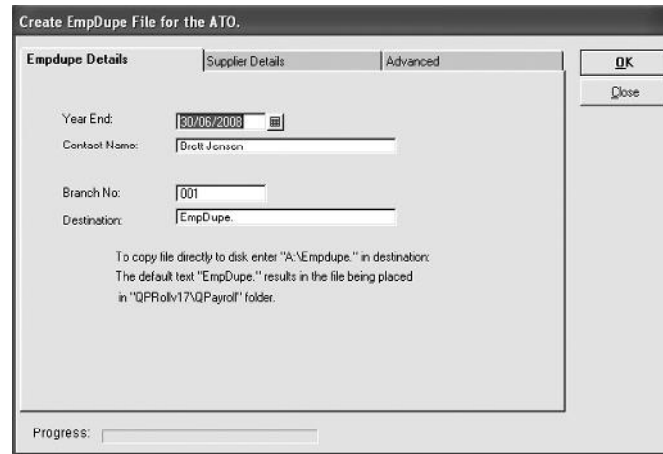 Create EmpDupe File for the ATO.
Empdupe Details
Supplier Details
Advanced
OK
Close
Year End:
30/06/2008
Contact Name:
Brett Jensen
Branch No:
001
Destination:
EmpDupe.
To copy file directly to disk enter "A:\Empdupe." in destination:
The default text "EmpDupe." results in the file being placed
in "QPRollv17\QPayroll" folder.
Progress: